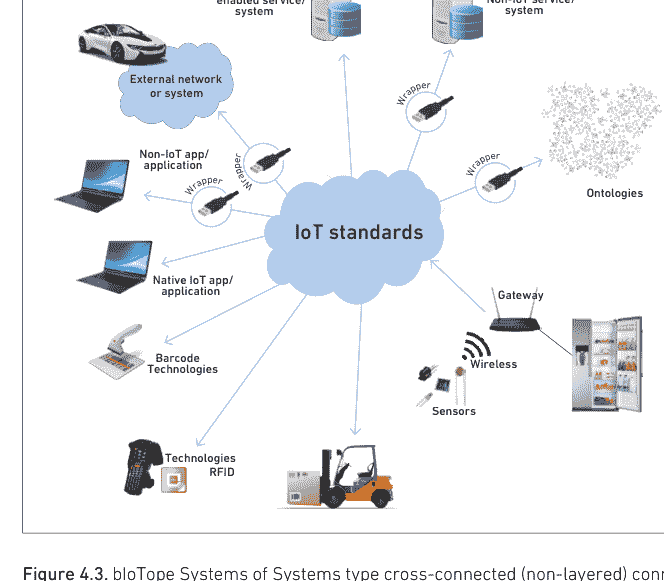 enabled service/
system
Non-IoT service/
system
External network
or system
Wrapper
Wrapper
Wrapper
Wrapper
Non-IoT app/
application
Ontologies
IoT standards
Native IoT app/
application
Gateway
Barcode
Technologies
Wireless
Sensors
Technologies
RFID
Figure 4.3. bIoTope Systems of Systems type cross-connected (non-layered)